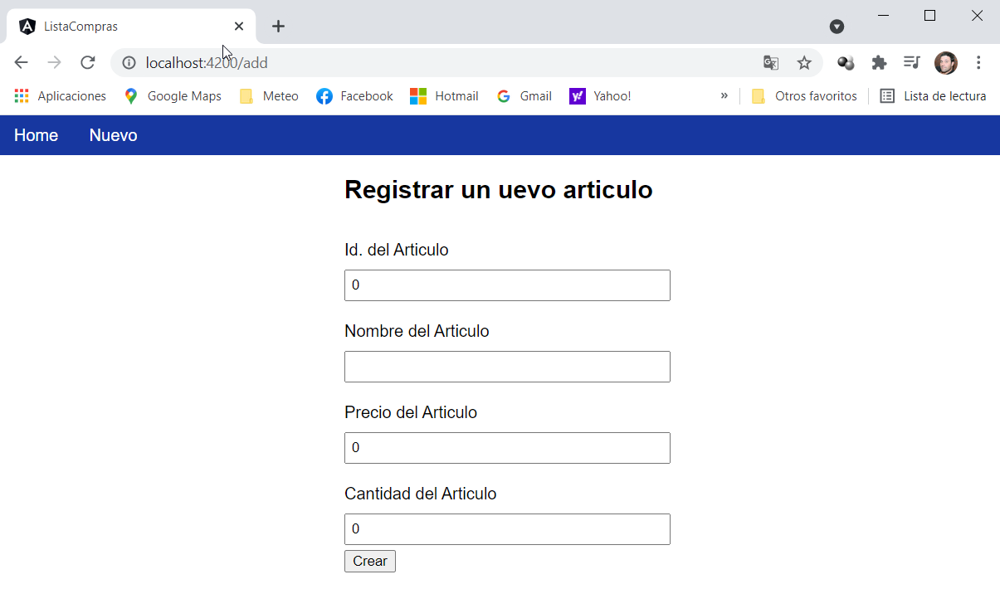 ListaCompras
localhost:4200/add
Aplicaciones Google Maps Meteo Facebook Hotmail Gmail Yahoo! » Otros favoritos Lista de lectura
Home Nuevo
Registrar un uevo articulo
Id. del Articulo
0
Nombre del Articulo
Precio del Articulo
0
Cantidad del Articulo
0
Crear